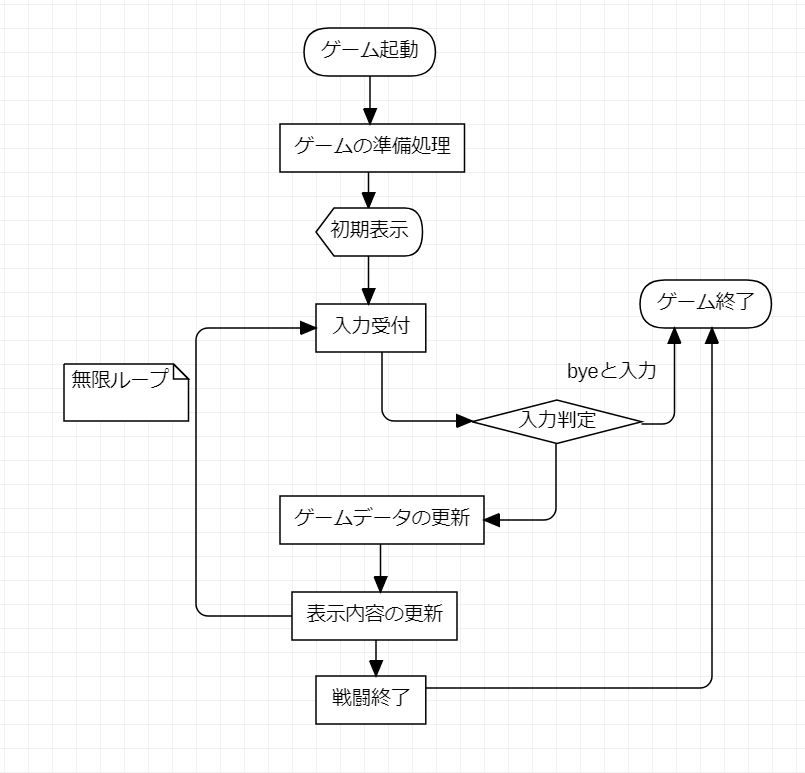 ゲーム起動
ゲームの準備処理
初期表示
入力受付
ゲーム終了
無限ループ
byeと入力
入力判定
ゲームデータの更新
表示内容の更新
戦闘終了